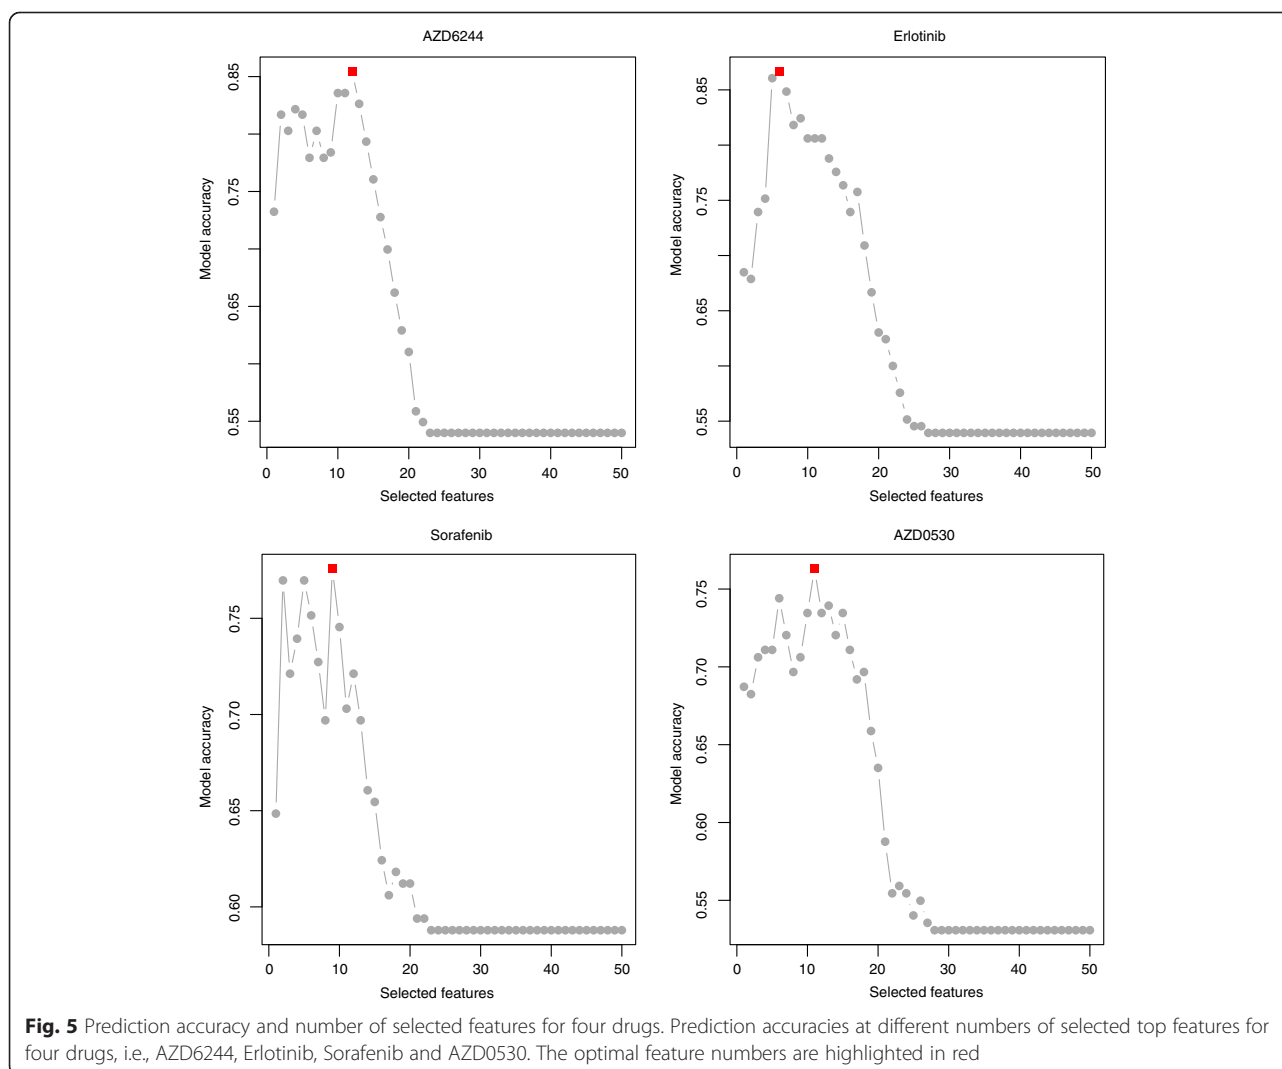 AZD6244
0.85
0.75
0.65
0.55
Model accuracy
0 10 20 30 40 50
Selected features
Erlotinib
0.85
0.75
0.65
0.55
Model accuracy
0 10 20 30 40 50
Selected features
Sorafenib
0.75
0.70
0.65
0.60
Model accuracy
0 10 20 30 40 50
Selected features
AZD0530
0.75
0.70
0.65
0.60
0.55
Model accuracy
0 10 20 30 40 50
Selected features
Fig. 5 Prediction accuracy and number of selected features for four drugs. Prediction accuracies at different numbers of selected top features for
four drugs, i.e., AZD6244, Erlotinib, Sorafenib and AZD0530. The optimal feature numbers are highlighted in red